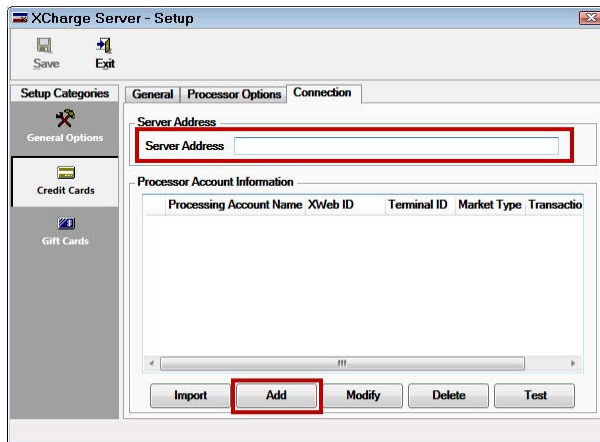 XCharge Server - Setup
Save Exit
Setup Categories
General Options
Credit Cards
Gift Cards
General Processor Options Connection
Server Address
Server Address
Processor Account Information
Processing Account Name XWeb ID Terminal ID Market Type Transactio
Import Add Modify Delete Test